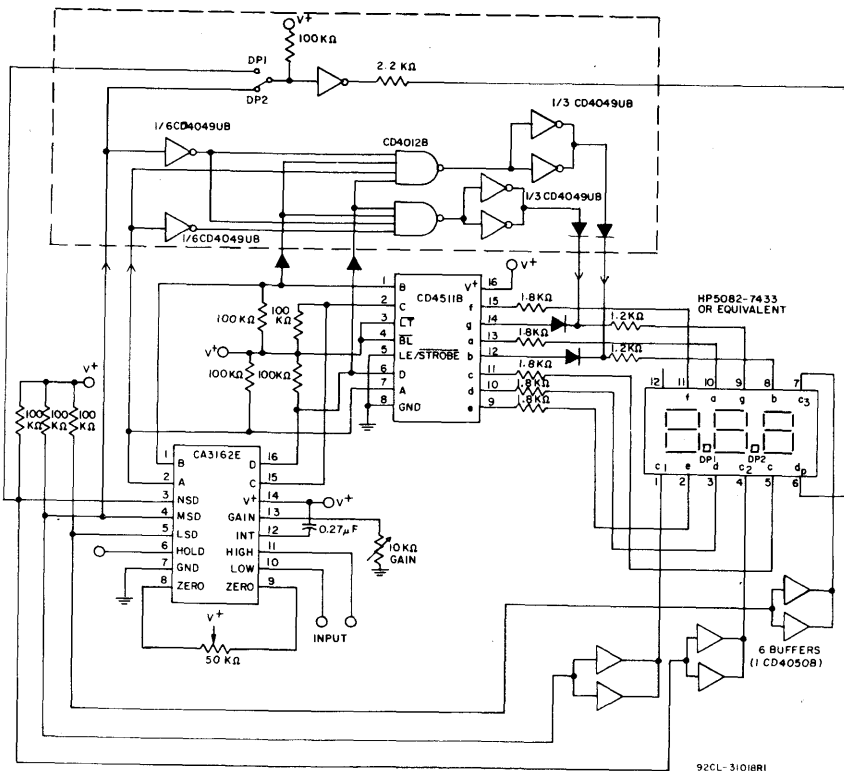 V+
100KΩ
2.2 KΩ
DP1
DP2
1/6CD4049UB
CD4012B
1/3 CD4049UB
1/3 CD4049UB
1/6CD4049UB
V+
1 B V+ 16
2 C f 15
3 LT g 14
4 BL a 13
5 LE/STROBE b 12
6 D c 11
7 A d 10
8 GND e 9
CD4511B
1.8KΩ
1.2KΩ
1.8KΩ
1.2KΩ
1.8KΩ
1.8KΩ
1.8KΩ
HP5082-7433
OR EQUIVALENT
100KΩ
100 KΩ
V+
100KΩ
100KΩ
V+
100 KΩ
100 KΩ
100 KΩ
CA3162E
1 B D 16
2 A C 15
3 NSD V+ 14
4 MSD GAIN 13
5 LSD INT 12
6 HOLD HIGH 11
7 GND LOW 10
8 ZERO ZERO 9
V+
0.27μF
10KΩ
GAIN
INPUT
V+
50 KΩ
12 11 10 9 8 7
f a g b c3
DP1 DP2
c1 e d c2 c dp
1 2 3 4 5 6
6 BUFFERS
(1 CD4050B)
92CL-31018R1